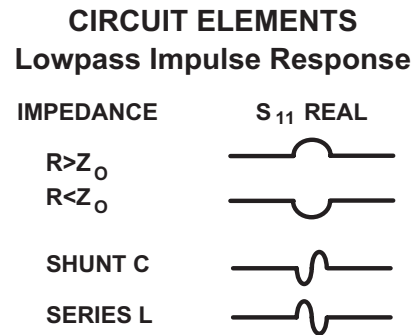 CIRCUIT ELEMENTS
Lowpass Impulse Response
IMPEDANCE S11 REAL
R>ZO
R<ZO
SHUNT C
SERIES L